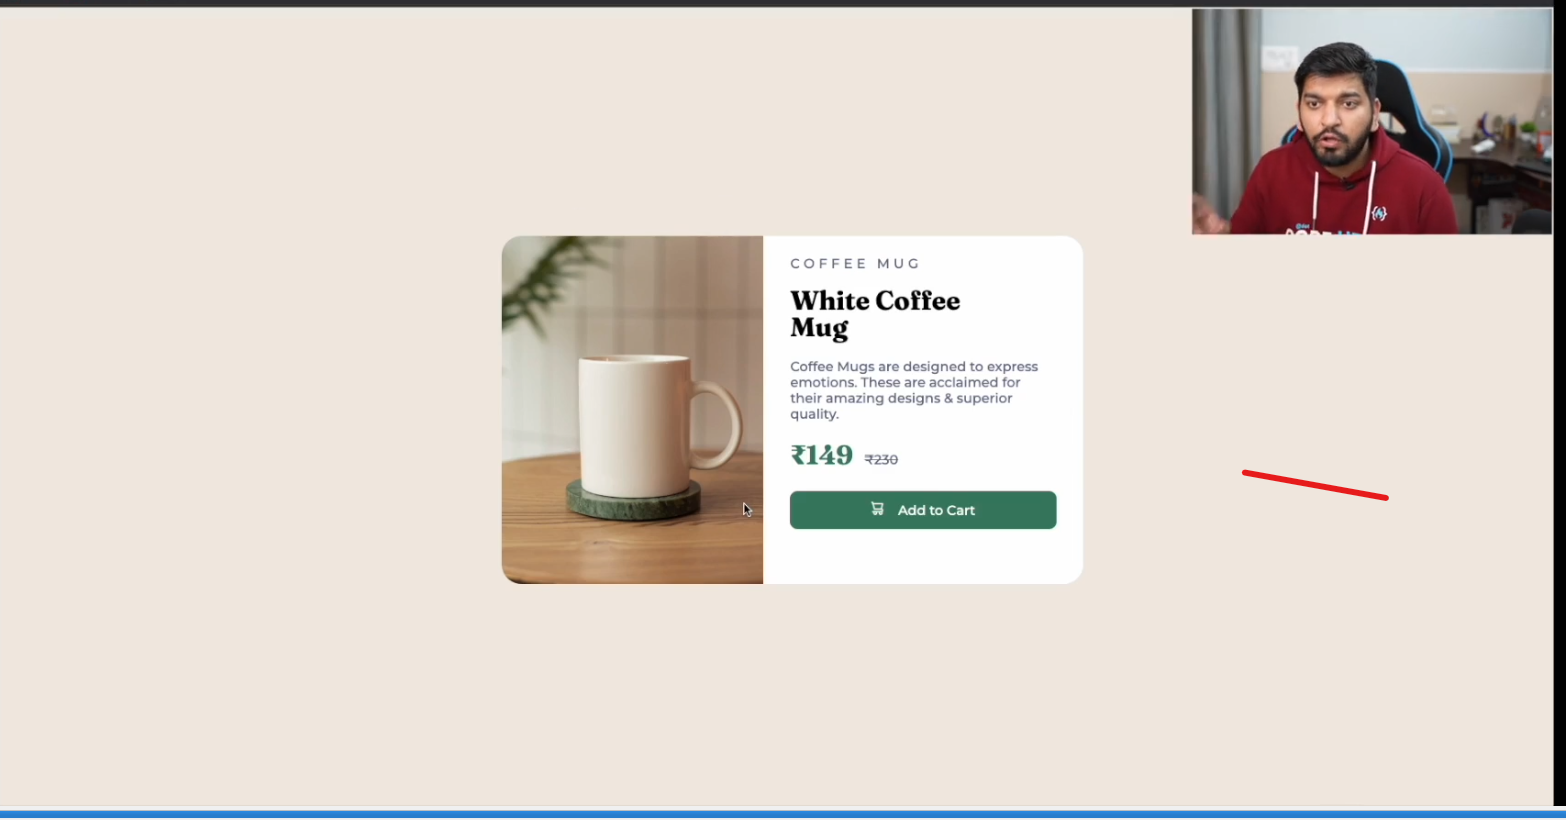 COFFEE MUG
White Coffee
Mug
Coffee Mugs are designed to express
emotions. These are acclaimed for
their amazing designs & superior
quality.
₹149 ₹230
Add to Cart